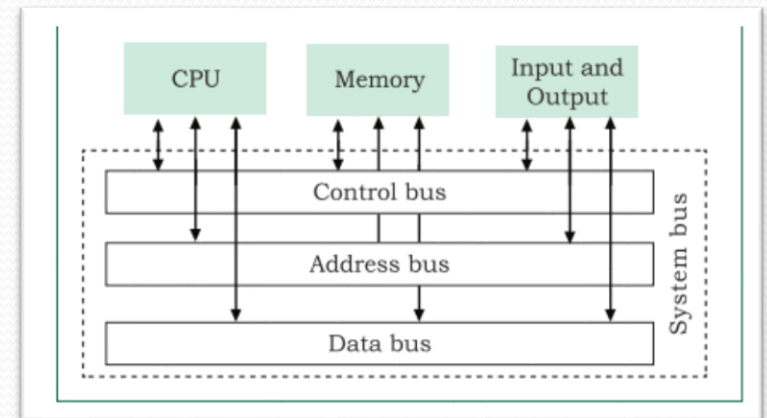 CPU
Memory
Input and
Output
Control bus
Address bus
Data bus
System bus